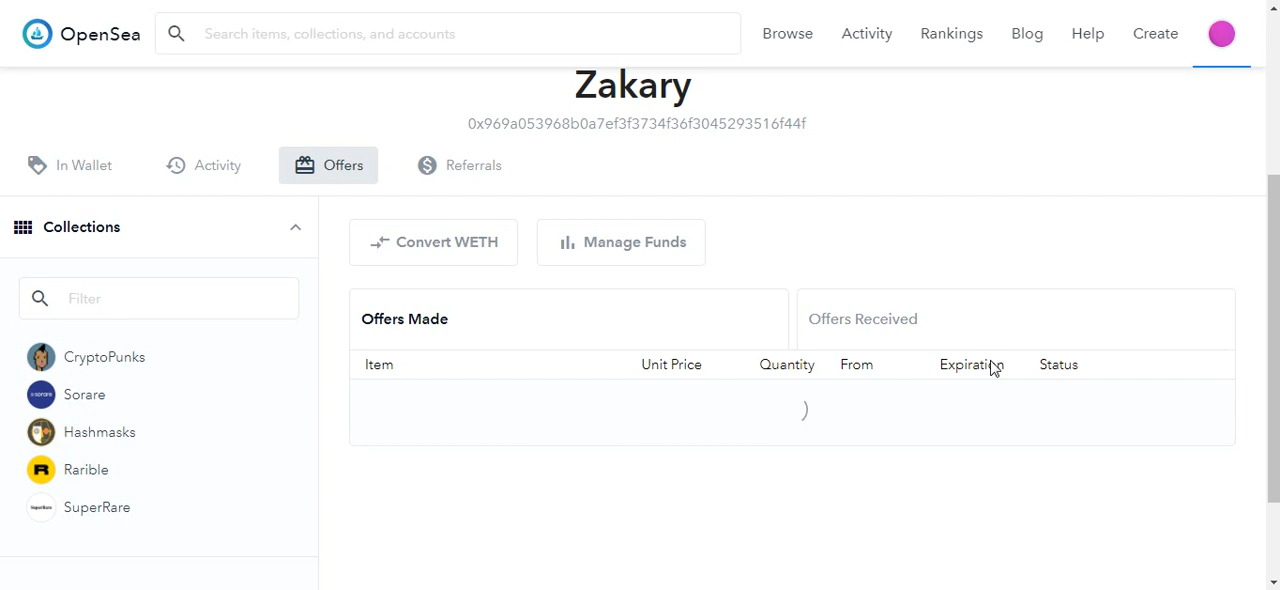 OpenSea
Search items, collections, and accounts
Browse
Activity
Rankings
Blog
Help
Create
Zakary
0x969a053968b0a7ef3f3734f36f3045293516f44f
In Wallet
Activity
Offers
Referrals
Collections
Filter
CryptoPunks
Sorare
Hashmasks
Rarible
SuperRare
Convert WETH
Manage Funds
Offers Made
Offers Received
Item
Unit Price
Quantity
From
Expiration
Status